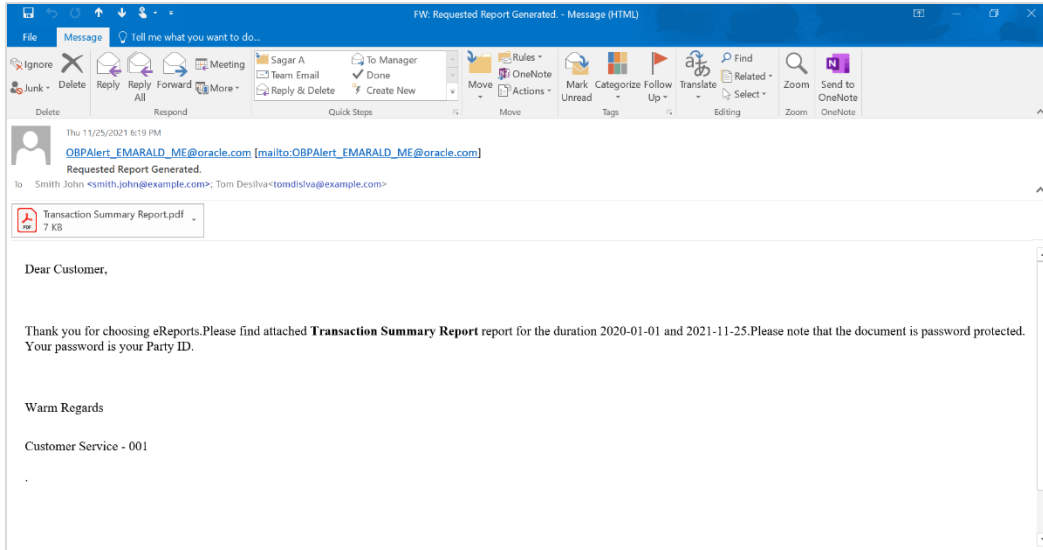 FW: Requested Report Generated. - Message (HTML)
File Message Tell me what you want to do...
Ignore
Junk
Delete
Reply
Reply All
Forward
Meeting
More
Sagar A
Team Email
Reply & Delete
To Manager
Done
Create New
Move
Rules
OneNote
Actions
Mark Unread
Categorize
Follow Up
Translate
Find
Related
Select
Zoom
Send to OneNote
Delete Respond Quick Steps Move Tags Editing Zoom OneNote
Thu 11/25/2021 6:19 PM
OBPAlert_EMARALD_ME@oracle.com [mailto:OBPAlert_EMARALD_ME@oracle.com]
Requested Report Generated.
To Smith John <smith.john@example.com>; Tom Desilva<tomdislva@example.com>
Transaction Summary Report.pdf
PDF 7 KB
Dear Customer,
Thank you for choosing eReports.Please find attached Transaction Summary Report report for the duration 2020-01-01 and 2021-11-25.Please note that the document is password protected.
Your password is your Party ID.
Warm Regards
Customer Service - 001
.